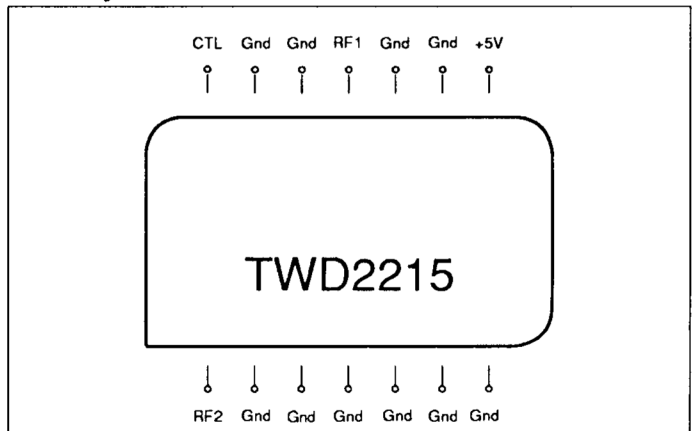 CTL Gnd Gnd RF1 Gnd Gnd +5V
TWD2215
RF2 Gnd Gnd Gnd Gnd Gnd Gnd